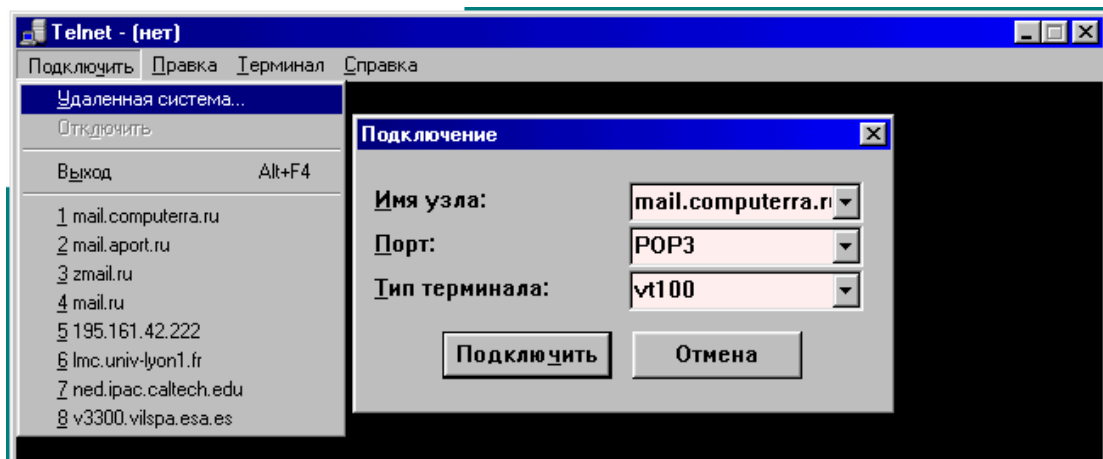 Telnet - (нет)
Подключить Правка Терминал Справка
Удаленная система...
Отключить
Выход Alt+F4
1 mail.computerra.ru
2 mail.aport.ru
3 zmail.ru
4 mail.ru
5 195.161.42.222
6 lmc.univ-lyon1.fr
7 ned.ipac.caltech.edu
8 v3300.vilspa.esa.es
Подключение
Имя узла: mail.computerra.r
Порт: POP3
Тип терминала: vt100
Подключить Отмена